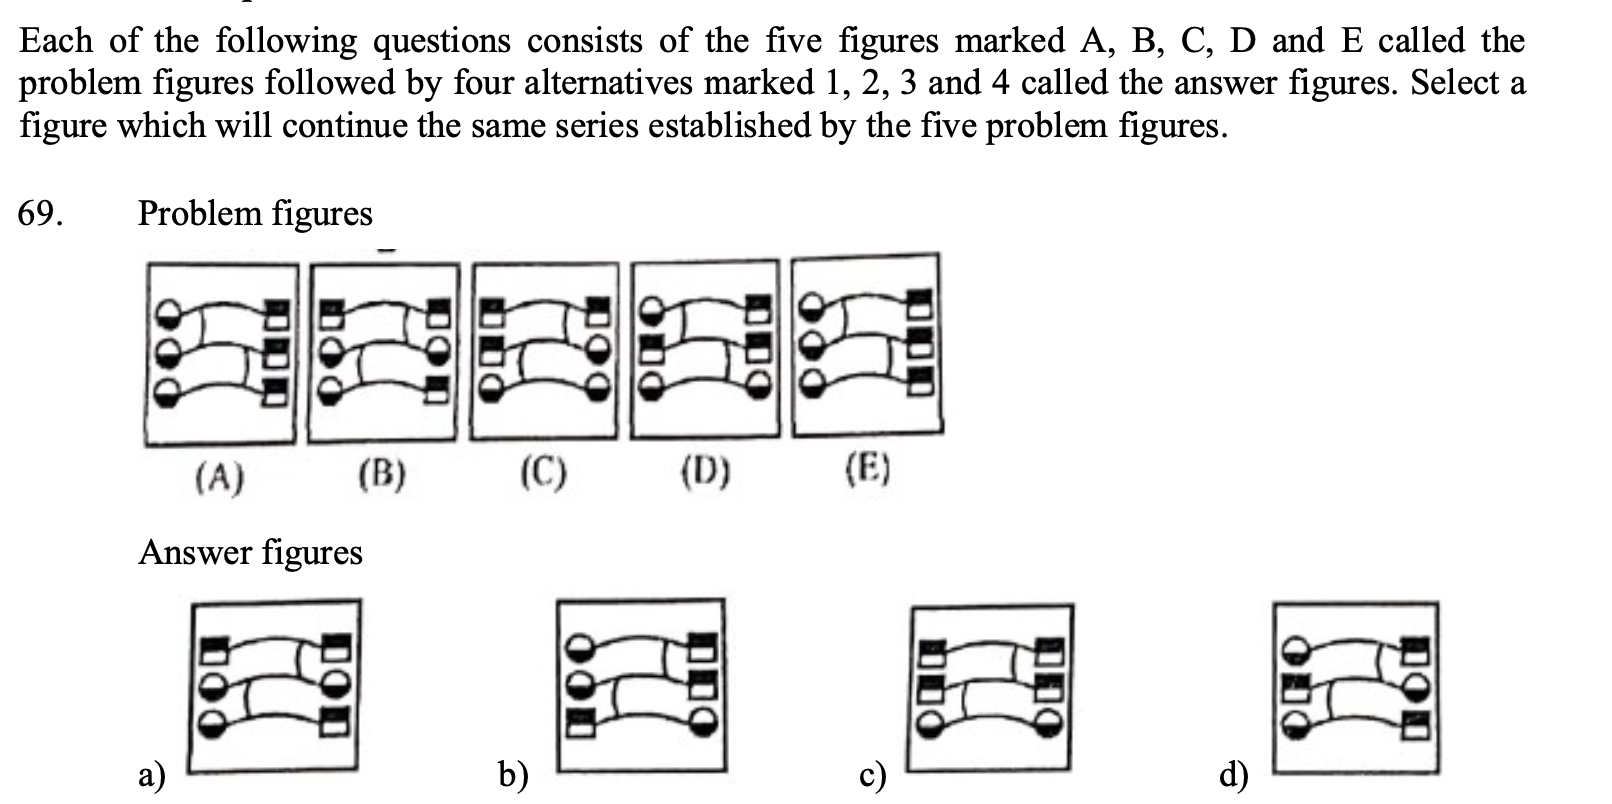 Each of the following questions consists of the five figures marked A, B, C, D and E called the
problem figures followed by four alternatives marked 1, 2, 3 and 4 called the answer figures. Select a
figure which will continue the same series established by the five problem figures.
69. Problem figures
(A) (B) (C) (D) (E)
Answer figures
a) b) c) d)